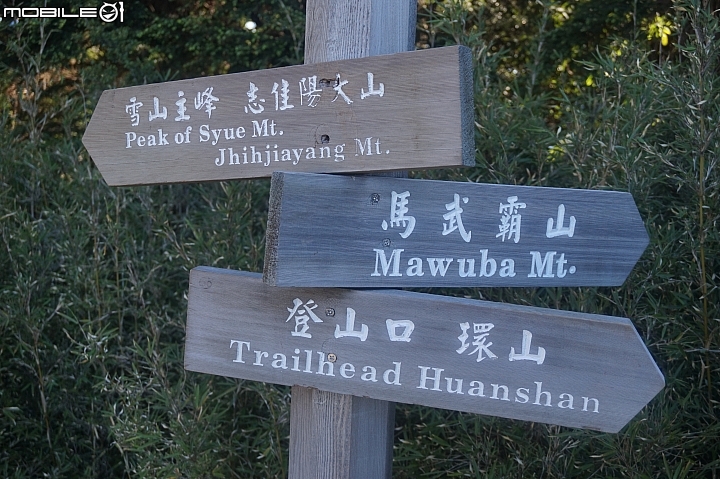 MOBILE01
雪山主峰 志佳陽大山
Peak of Syue Mt.
Jhihjiayang Mt.
馬武霸山
Mawuba Mt.
登山口 環山
Trailhead Huanshan